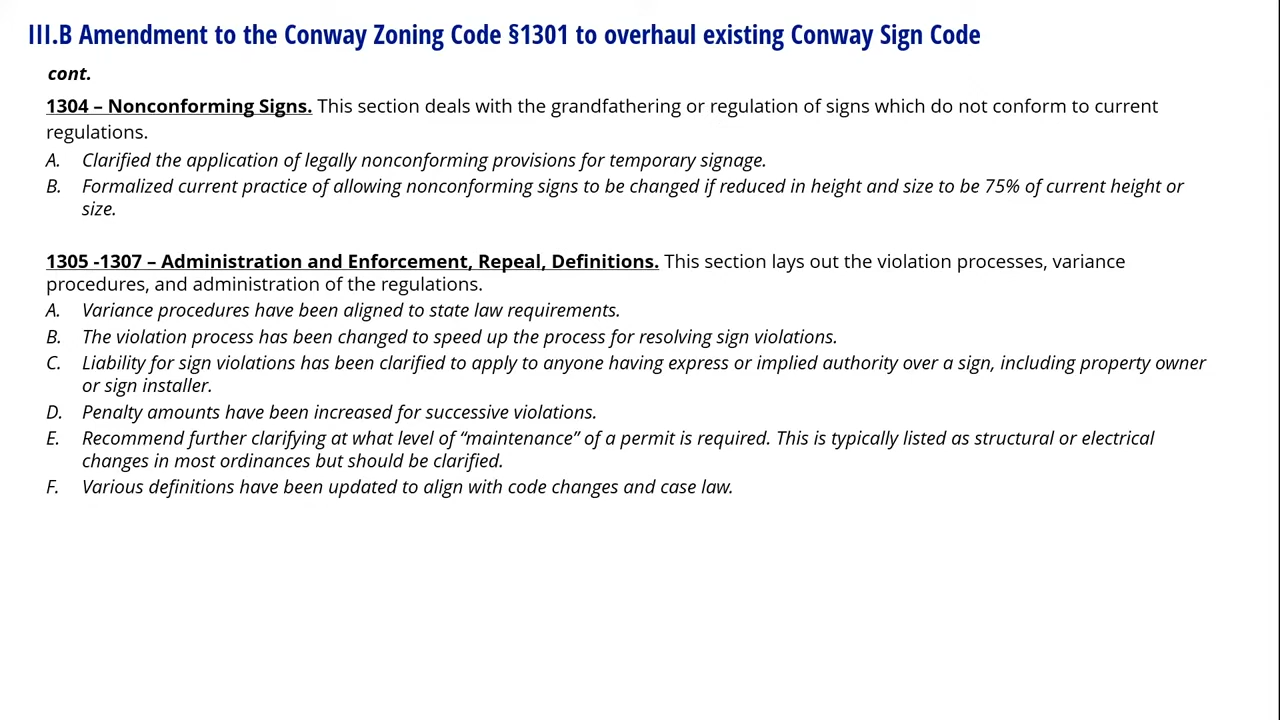 III.B Amendment to the Conway Zoning Code §1301 to overhaul existing Conway Sign Code
cont.
1304 – Nonconforming Signs. This section deals with the grandfathering or regulation of signs which do not conform to current
regulations.
A. Clarified the application of legally nonconforming provisions for temporary signage.
B. Formalized current practice of allowing nonconforming signs to be changed if reduced in height and size to be 75% of current height or
size.
1305 -1307 – Administration and Enforcement, Repeal, Definitions. This section lays out the violation processes, variance
procedures, and administration of the regulations.
A. Variance procedures have been aligned to state law requirements.
B. The violation process has been changed to speed up the process for resolving sign violations.
C. Liability for sign violations has been clarified to apply to anyone having express or implied authority over a sign, including property owner
or sign installer.
D. Penalty amounts have been increased for successive violations.
E. Recommend further clarifying at what level of “maintenance” of a permit is required. This is typically listed as structural or electrical
changes in most ordinances but should be clarified.
F. Various definitions have been updated to align with code changes and case law.